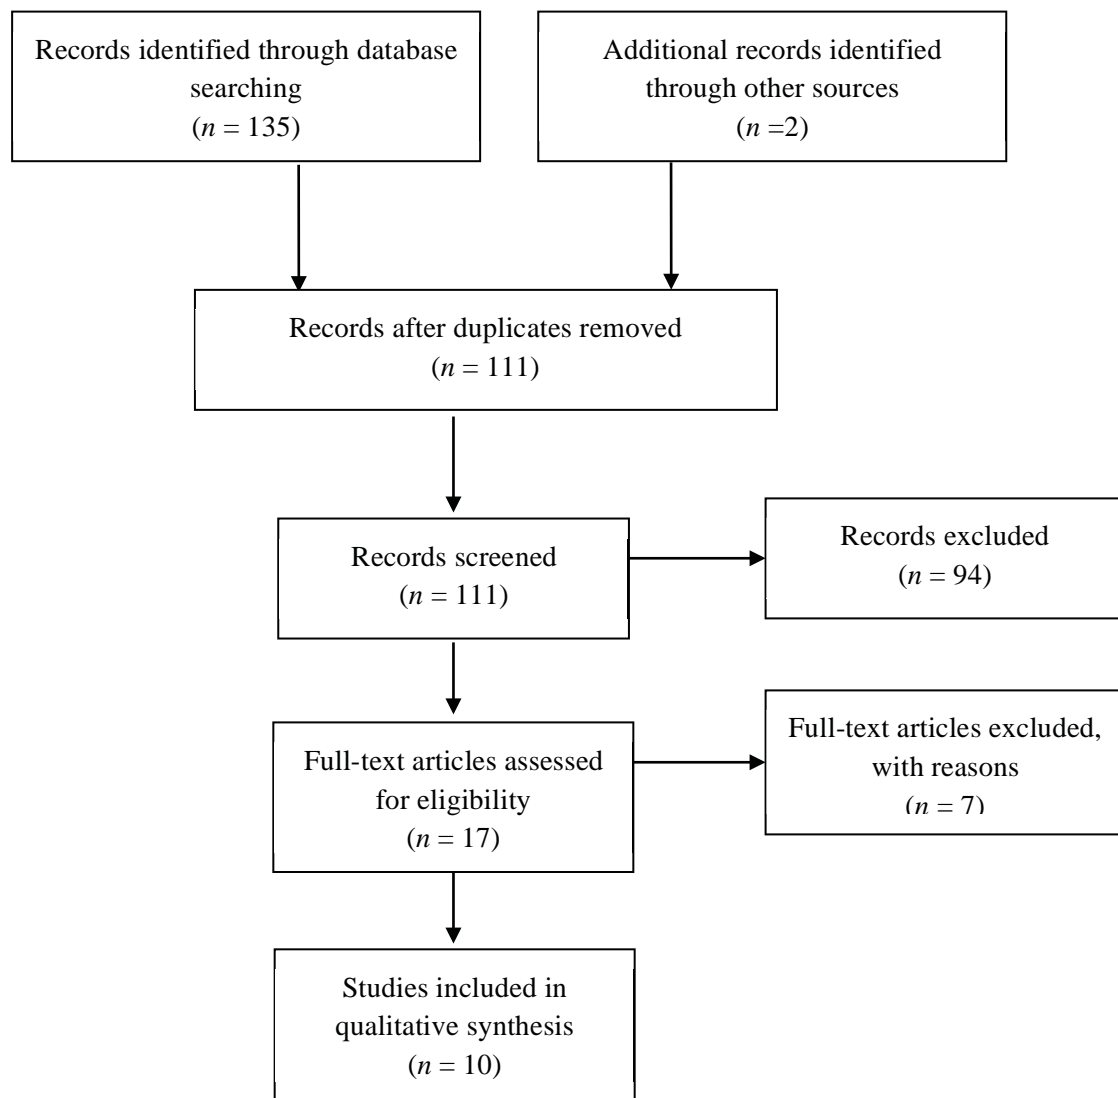 Records identified through database
searching
(n = 135)
Additional records identified
through other sources
(n =2)
Records after duplicates removed
(n = 111)
Records screened
(n = 111)
Records excluded
(n = 94)
Full-text articles assessed
for eligibility
(n = 17)
Full-text articles excluded,
with reasons
(n = 7)
Studies included in
qualitative synthesis
(n = 10)